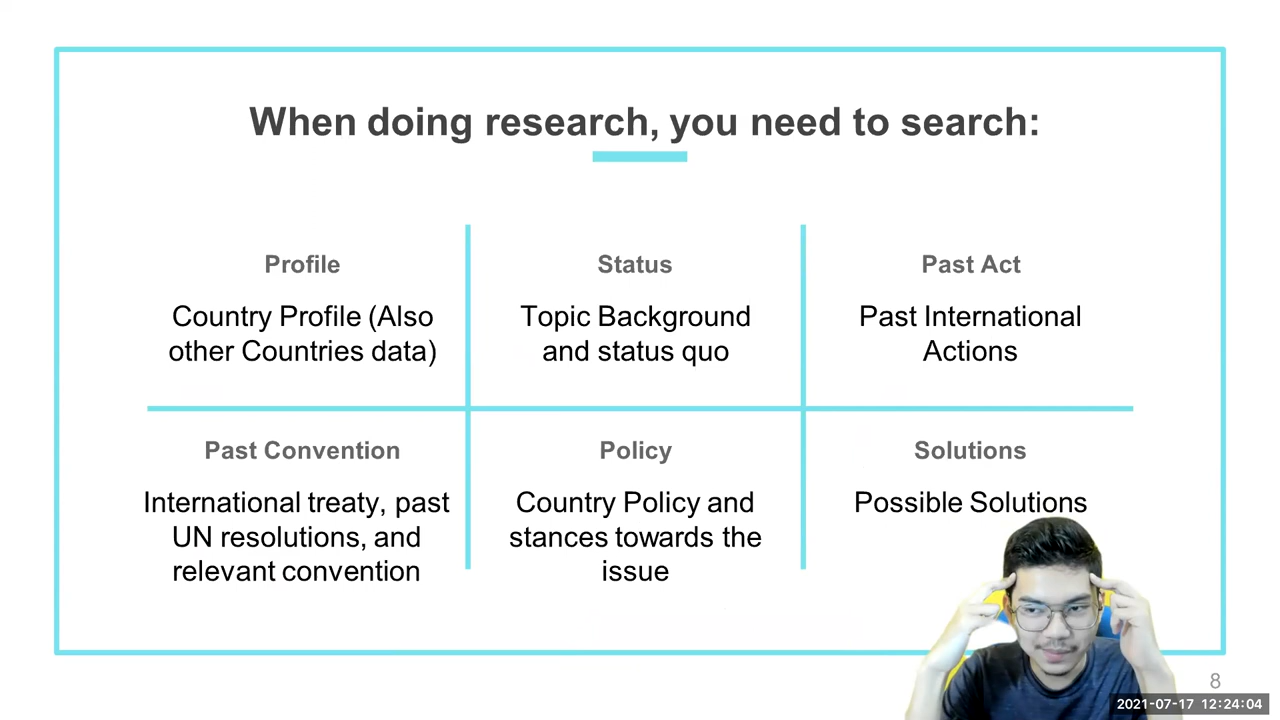 When doing research, you need to search:
Profile
Country Profile (Also
other Countries data)
Status
Topic Background
and status quo
Past Act
Past International
Actions
Past Convention
International treaty, past
UN resolutions, and
relevant convention
Policy
Country Policy and
stances towards the
issue
Solutions
Possible Solutions
8
2021-07-17 12:24:04